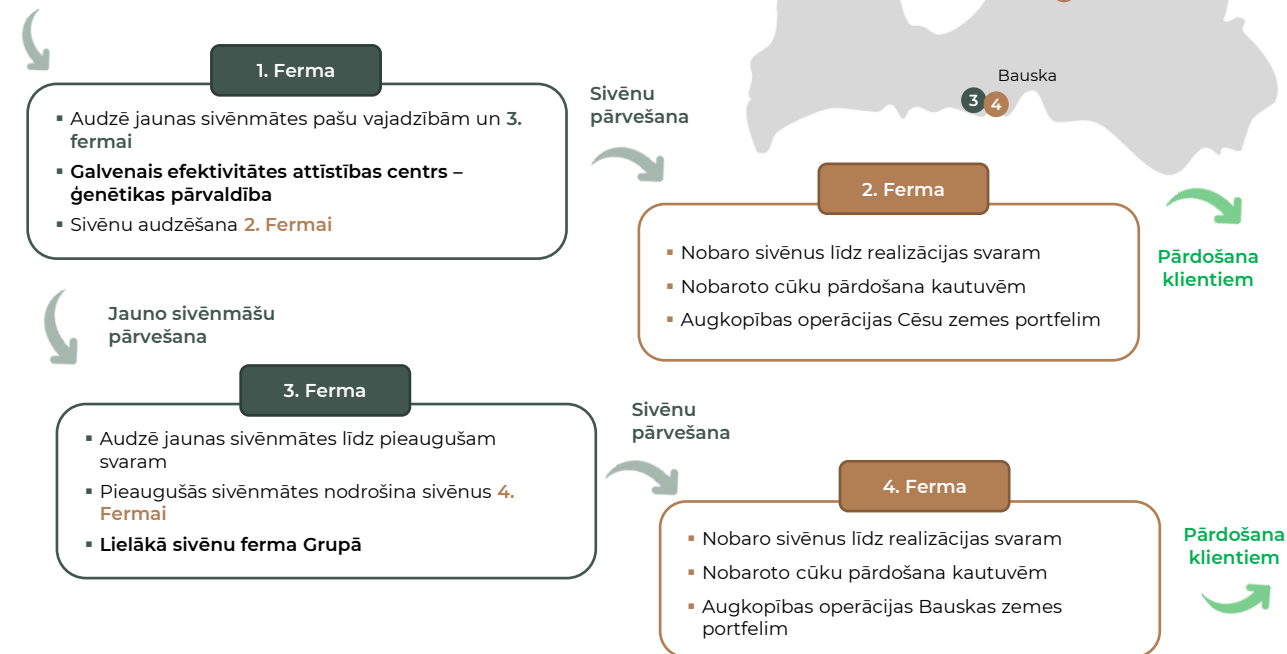 Bauska
3
4
1. Ferma
▪ Audzē jaunas sivēnmātes pašu vajadzībām un 3.
fermai
▪ Galvenais efektivitātes attīstības centrs –
ģenētikas pārvaldība
▪ Sivēnu audzēšana 2. Fermai
Sivēnu
pārvešana
2. Ferma
▪ Nobaro sivēnus līdz realizācijas svaram
▪ Nobaroto cūku pārdošana kautuvēm
▪ Augkopības operācijas Cēsu zemes portfelim
Pārdošana
klientiem
Jauno sivēnmāšu
pārvešana
3. Ferma
▪ Audzē jaunas sivēnmātes līdz pieaugušam
svaram
▪ Pieaugušās sivēnmātes nodrošina sivēnus 4.
Fermai
▪ Lielākā sivēnu ferma Grupā
Sivēnu
pārvešana
4. Ferma
▪ Nobaro sivēnus līdz realizācijas svaram
▪ Nobaroto cūku pārdošana kautuvēm
▪ Augkopības operācijas Bauskas zemes
portfelim
Pārdošana
klientiem